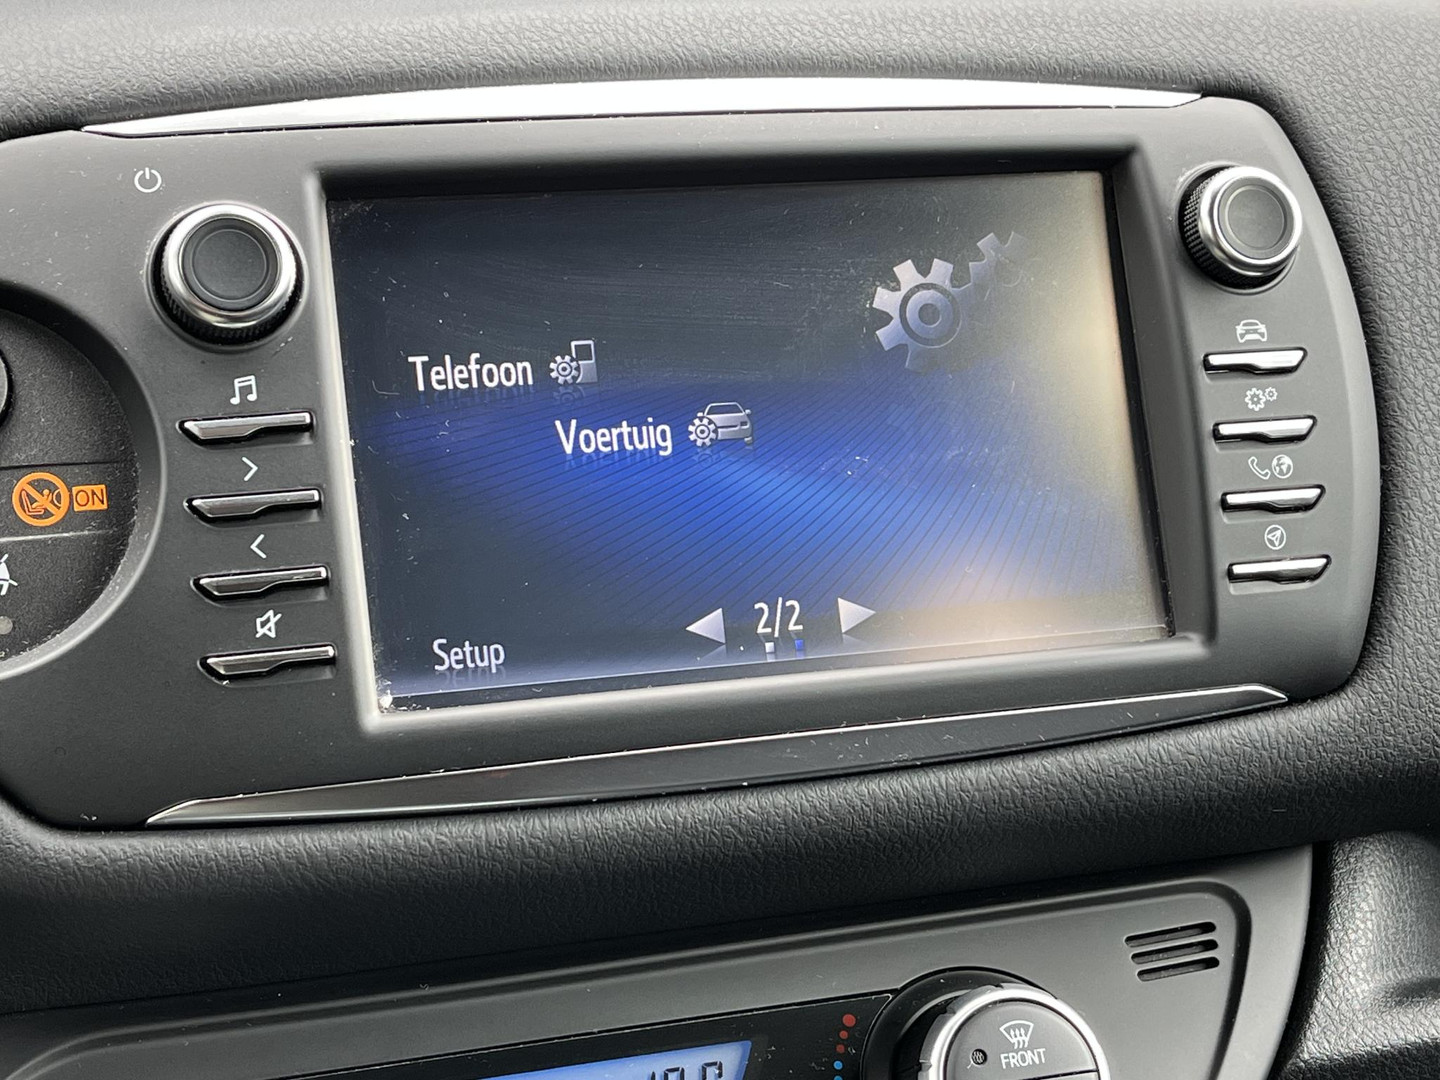 Telefoon
Voertuig
2/2
Setup
ON
FRONT